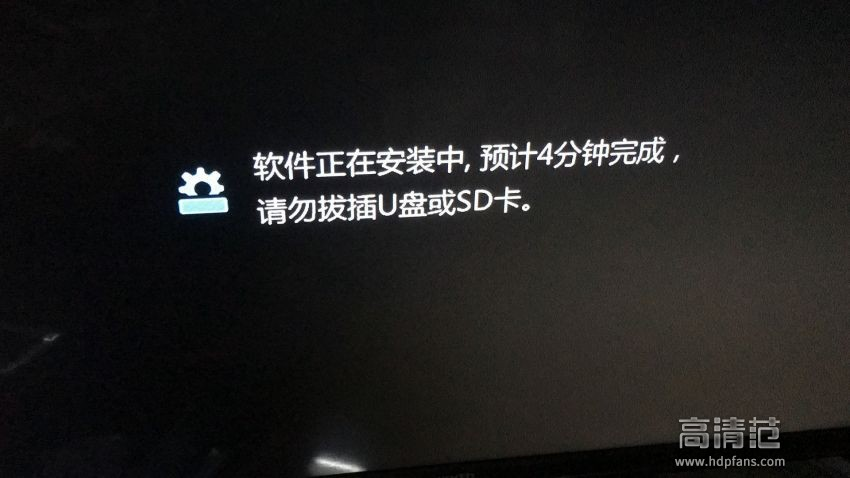 软件正在安装中, 预计4分钟完成，
请勿拔插U盘或SD卡。
高清范
www.hdpfans.com